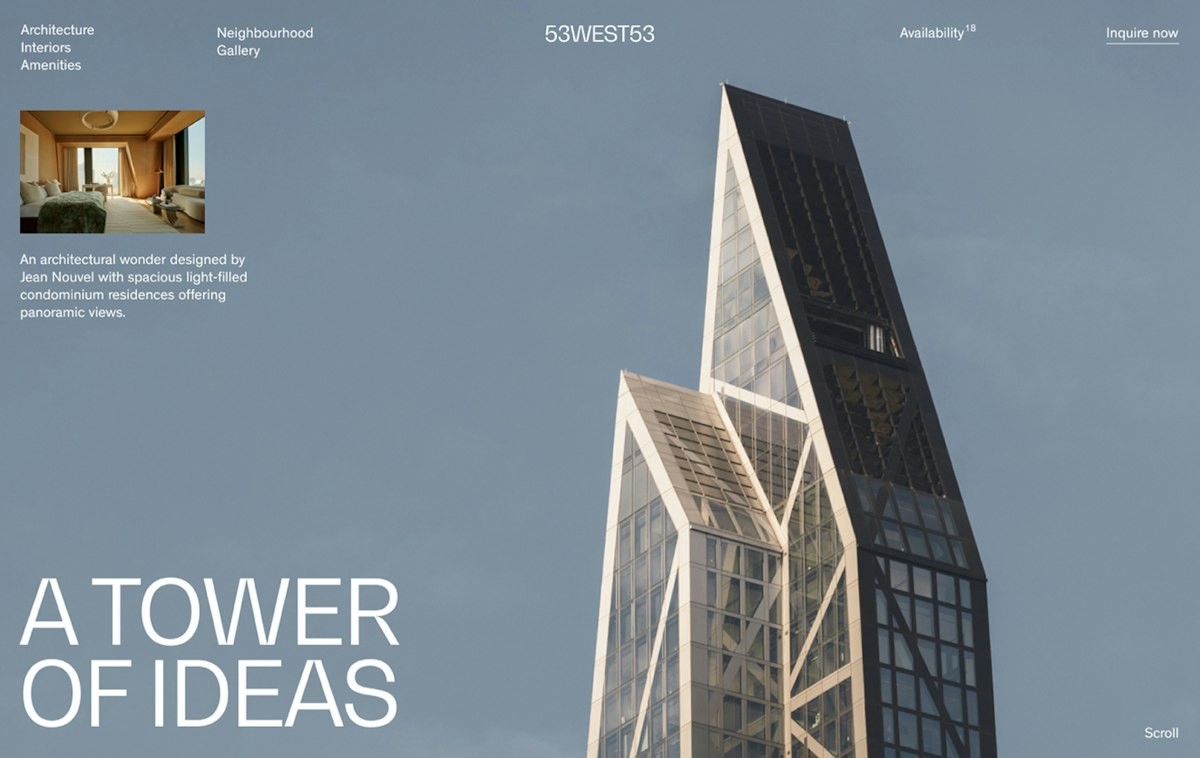 Architecture
Interiors
Amenities
Neighbourhood
Gallery
53WEST53
Availability18
Inquire now
An architectural wonder designed by
Jean Nouvel with spacious light-filled
condominium residences offering
panoramic views.
A TOWER
OF IDEAS
Scroll